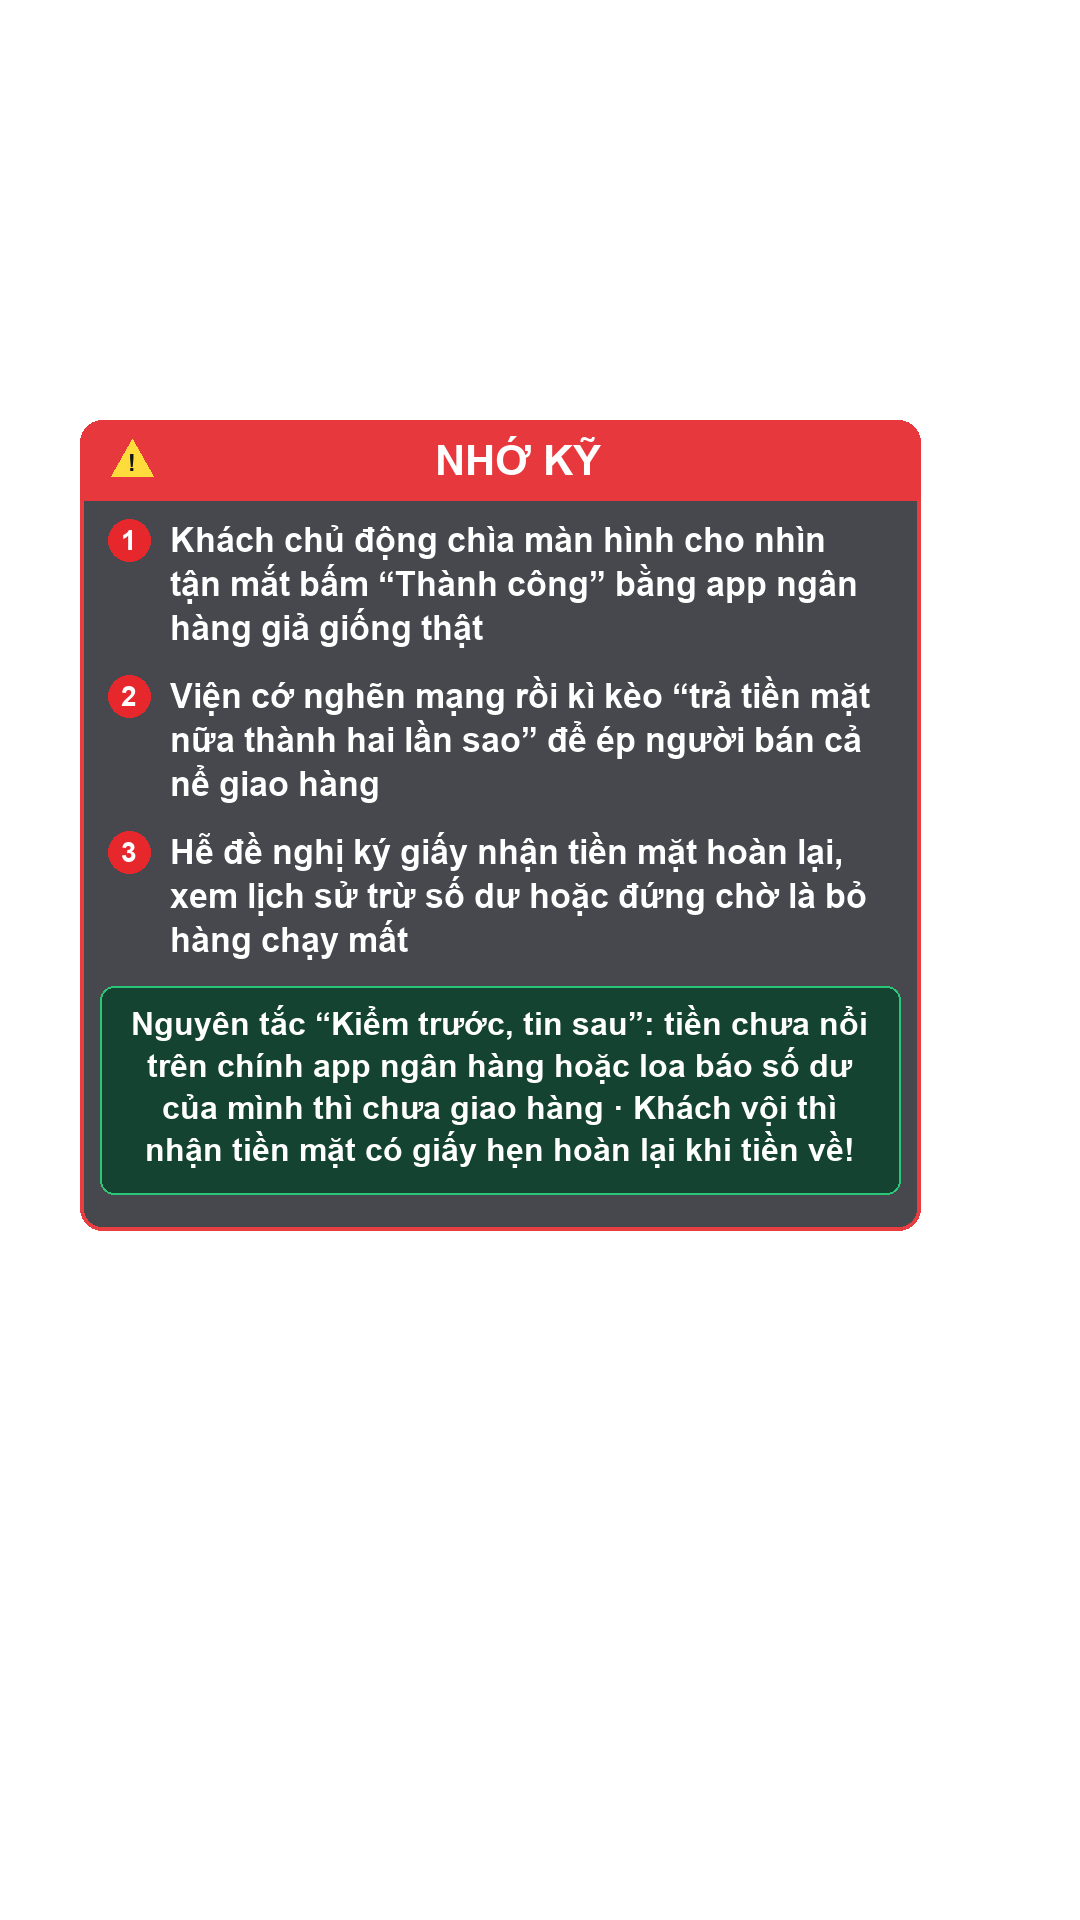 !
NHỚ KỸ
1 Khách chủ động chìa màn hình cho nhìn
tận mắt bấm “Thành công” bằng app ngân
hàng giả giống thật
2 Viện cớ nghẽn mạng rồi kì kèo “trả tiền mặt
nữa thành hai lần sao” để ép người bán cả
nể giao hàng
3 Hễ đề nghị ký giấy nhận tiền mặt hoàn lại,
xem lịch sử trừ số dư hoặc đứng chờ là bỏ
hàng chạy mất
Nguyên tắc “Kiểm trước, tin sau”: tiền chưa nổi
trên chính app ngân hàng hoặc loa báo số dư
của mình thì chưa giao hàng · Khách vội thì
nhận tiền mặt có giấy hẹn hoàn lại khi tiền về!